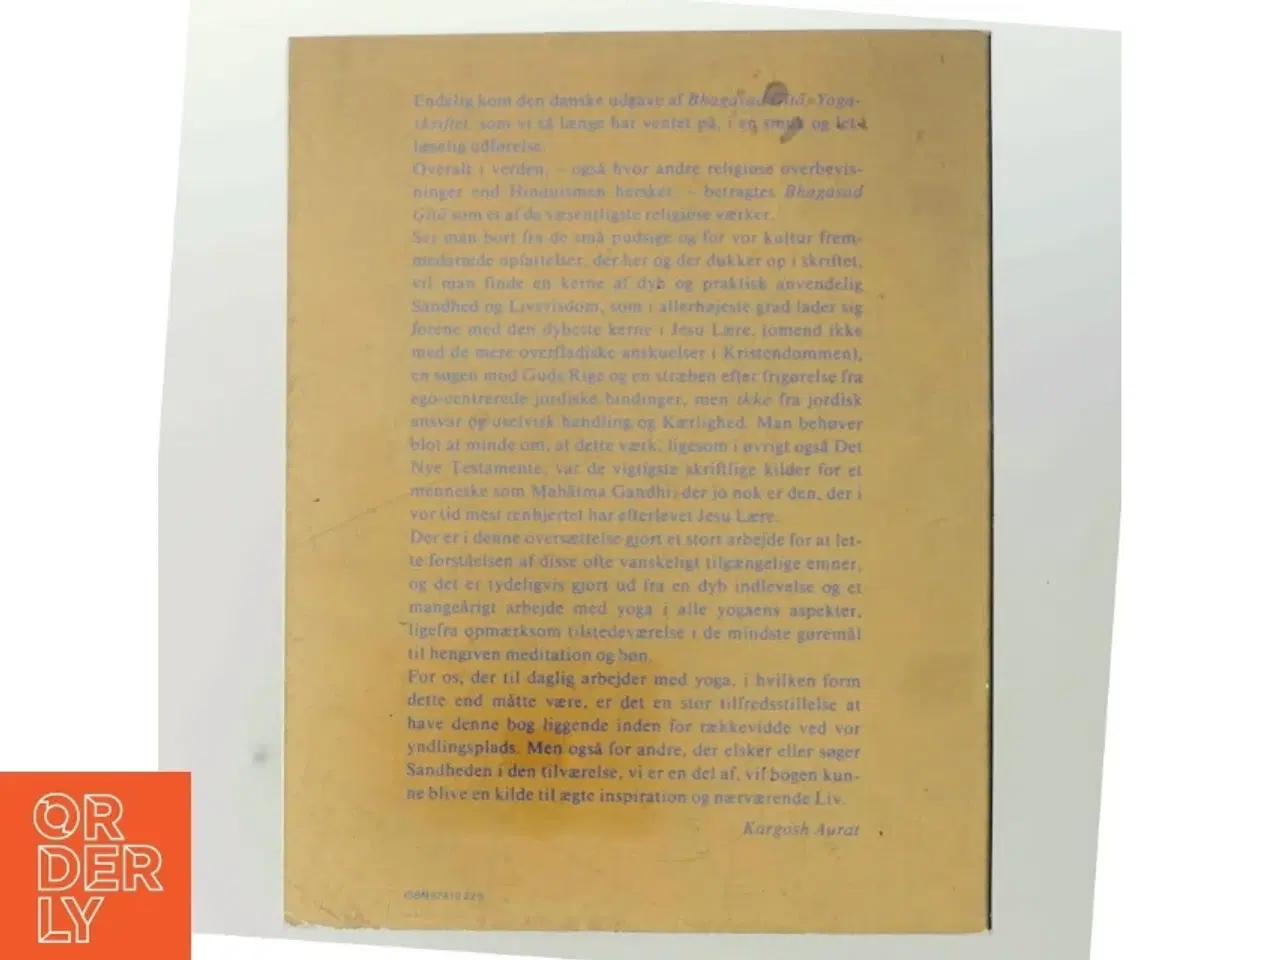 Endelig kom den danske udgave af Bhagavad Gitā, Yoga-
skriftet, som vi så længe har ventet på, i en smuk og let-
læselig udførelse.
Overalt i verden, – også hvor andre religiøse overbevis-
ninger end Hinduismen hersker, – betragtes Bhagavad
Gitā som et af de væsentligste religiøse værker.
Ser man bort fra de små pudsige og for vor kultur frem-
medartede opfattelser, der her og der dukker op i skriftet,
vil man finde en kerne af dyb og praktisk anvendelig
Sandhed og Livsvisdom, som i allerhøjeste grad lader sig
forene med den dybeste kerne i Jesu Lære, (omend ikke
med de mere overfladiske anskuelser i Kristendommen),
en søgen mod Guds Rige og en stræben efter frigørelse fra
ego-centrerede jordiske bindinger, men ikke fra jordisk
ansvar og uselvisk handling og Kærlighed. Man behøver
blot at minde om, at dette værk, ligesom i øvrigt også Det
Nye Testamente, var de vigtigste skriftlige kilder for et
menneske som Mahātma Gandhi, der jo nok er den, der i
vor tid mest renhjertet har efterlevet Jesu Lære.
Der er i denne oversættelse gjort et stort arbejde for at let-
te forståelsen af disse ofte vanskeligt tilgængelige emner,
og det er tydeligvis gjort ud fra en dyb indlevelse og et
mangeårigt arbejde med yoga i alle yogaens aspekter,
ligefra opmærksom tilstedeværelse i de mindste gøremål
til hengiven meditation og bøn.
For os, der til daglig arbejder med yoga, i hvilken form
dette end måtte være, er det en stor tilfredsstillelse at
have denne bog liggende inden for rækkevidde ved vor
yndlingsplads. Men også for andre, der elsker eller søger
Sandheden i den tilværelse, vi er en del af, vil bogen kun-
ne blive en kilde til ægte inspiration og nærværende Liv.
Kargosh Aurat
ISBN
ORDERLY